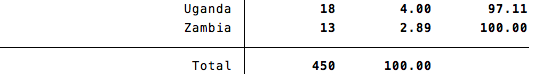 Uganda 18 4.00 97.11
Zambia 13 2.89 100.00
Total 450 100.00